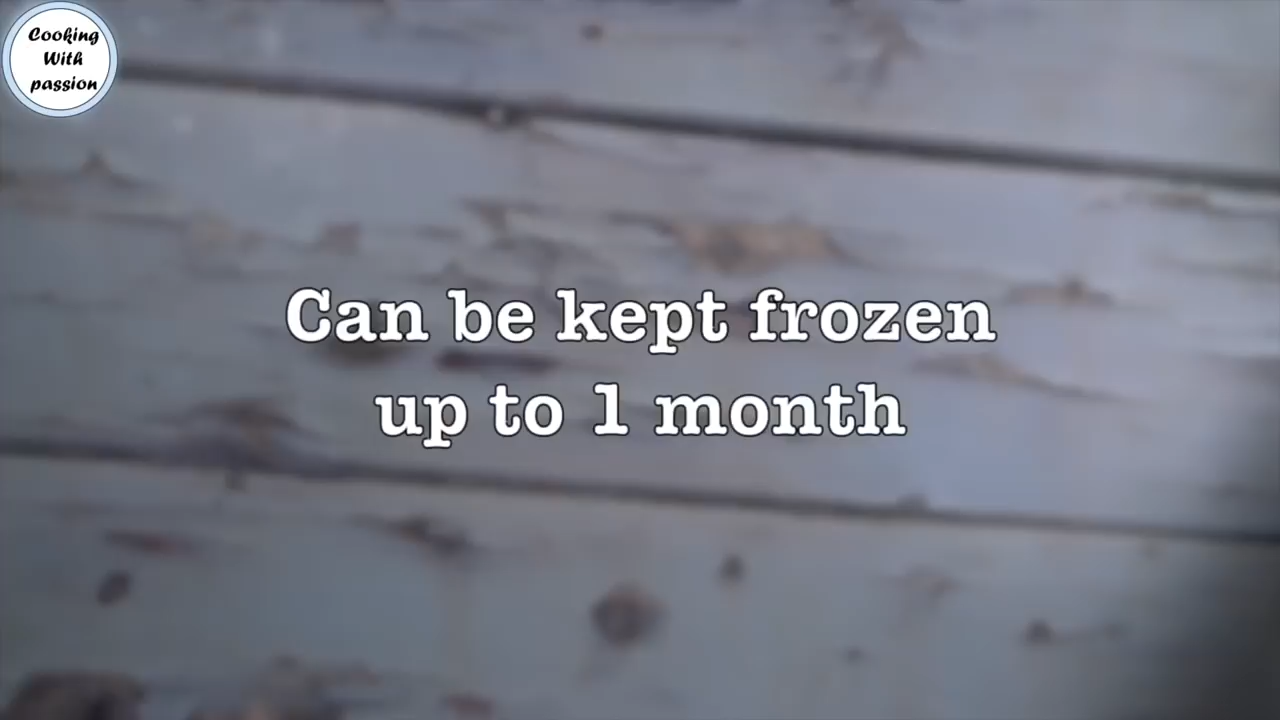 Cooking
With
passion
Can be kept frozen
up to 1 month